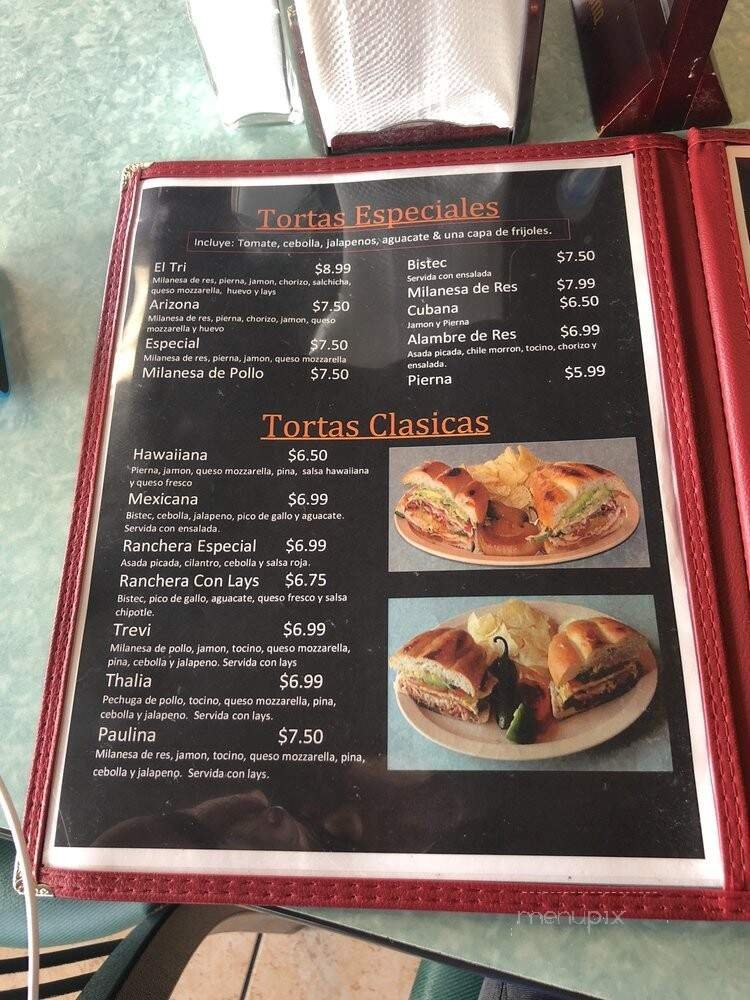 Tortas Especiales
Incluye: Tomate, cebolla, jalapenos, aguacate & una capa de frijoles.
El Tri $8.99
Milanesa de res, pierna, jamon, chorizo, salchicha,
queso mozzarella, huevo y lays
Arizona $7.50
Milanesa de res, pierna, chorizo, jamon, queso
mozzarella y huevo
Especial $7.50
Milanesa de res, pierna, jamon, queso mozzarella
Milanesa de Pollo $7.50
Bistec $7.50
Servida con ensalada
Milanesa de Res $7.99
Cubana $6.50
Jamon y Pierna
Alambre de Res $6.99
Asada picada, chile morron, tocino, chorizo y
ensalada.
Pierna $5.99
Tortas Clasicas
Hawaiiana $6.50
Pierna, jamon, queso mozzarella, pina, salsa hawaiiana
y queso fresco
Mexicana $6.99
Bistec, cebolla, jalapeno, pico de gallo y aguacate.
Servida con ensalada.
Ranchera Especial $6.99
Asada picada, cilantro, cebolla y salsa roja.
Ranchera Con Lays $6.75
Bistec, pico de gallo, aguacate, queso fresco y salsa
chipotle.
Trevi $6.99
Milanesa de pollo, jamon, tocino, queso mozzarella,
pina, cebolla y jalapeno. Servida con lays
Thalia $6.99
Pechuga de pollo, tocino, queso mozzarella, pina,
cebolla y jalapeno. Servida con lays.
Paulina $7.50
Milanesa de res, jamon, tocino, queso mozzarella, pina,
cebolla y jalapeno. Servida con lays.
menupix